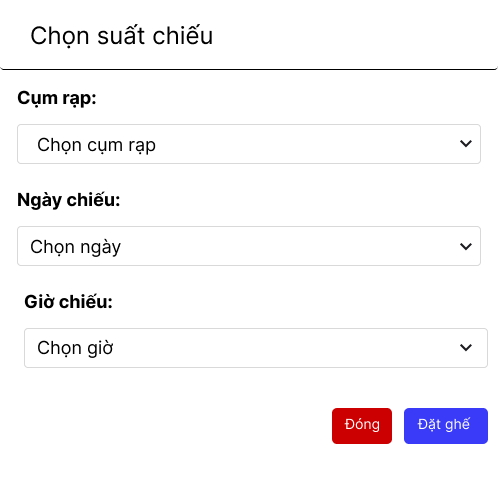 Chọn suất chiếu
Cụm rạp:
Chọn cụm rạp
Ngày chiếu:
Chọn ngày
Giờ chiếu:
Chọn giờ
Đóng
Đặt ghế